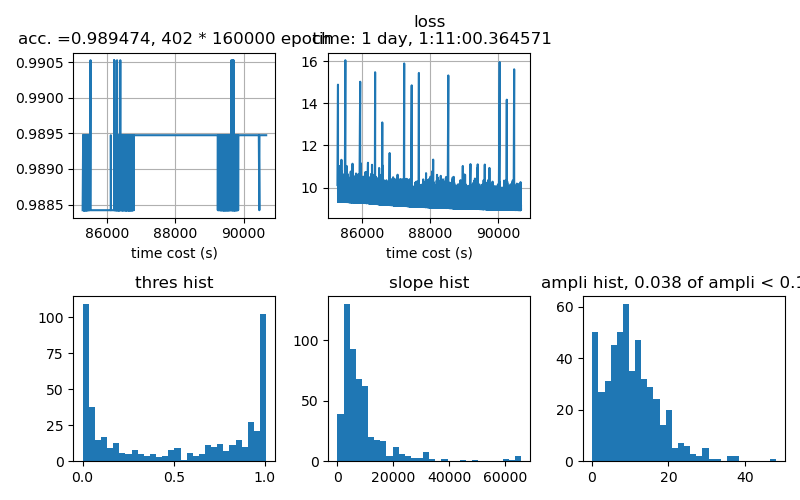 loss
acc. =0.989474, 402 * 160000 epoch
time: 1 day, 1:11:00.364571
0.9905
0.9900
0.9895
0.9890
0.9885
86000 88000 90000
time cost (s)
16
14
12
10
86000 88000 90000
time cost (s)
thres hist
100
75
50
25
0
0.0 0.5 1.0
slope hist
100
50
0
0 20000 40000 60000
ampli hist, 0.038 of ampli < 0.1
60
40
20
0
0 20 40